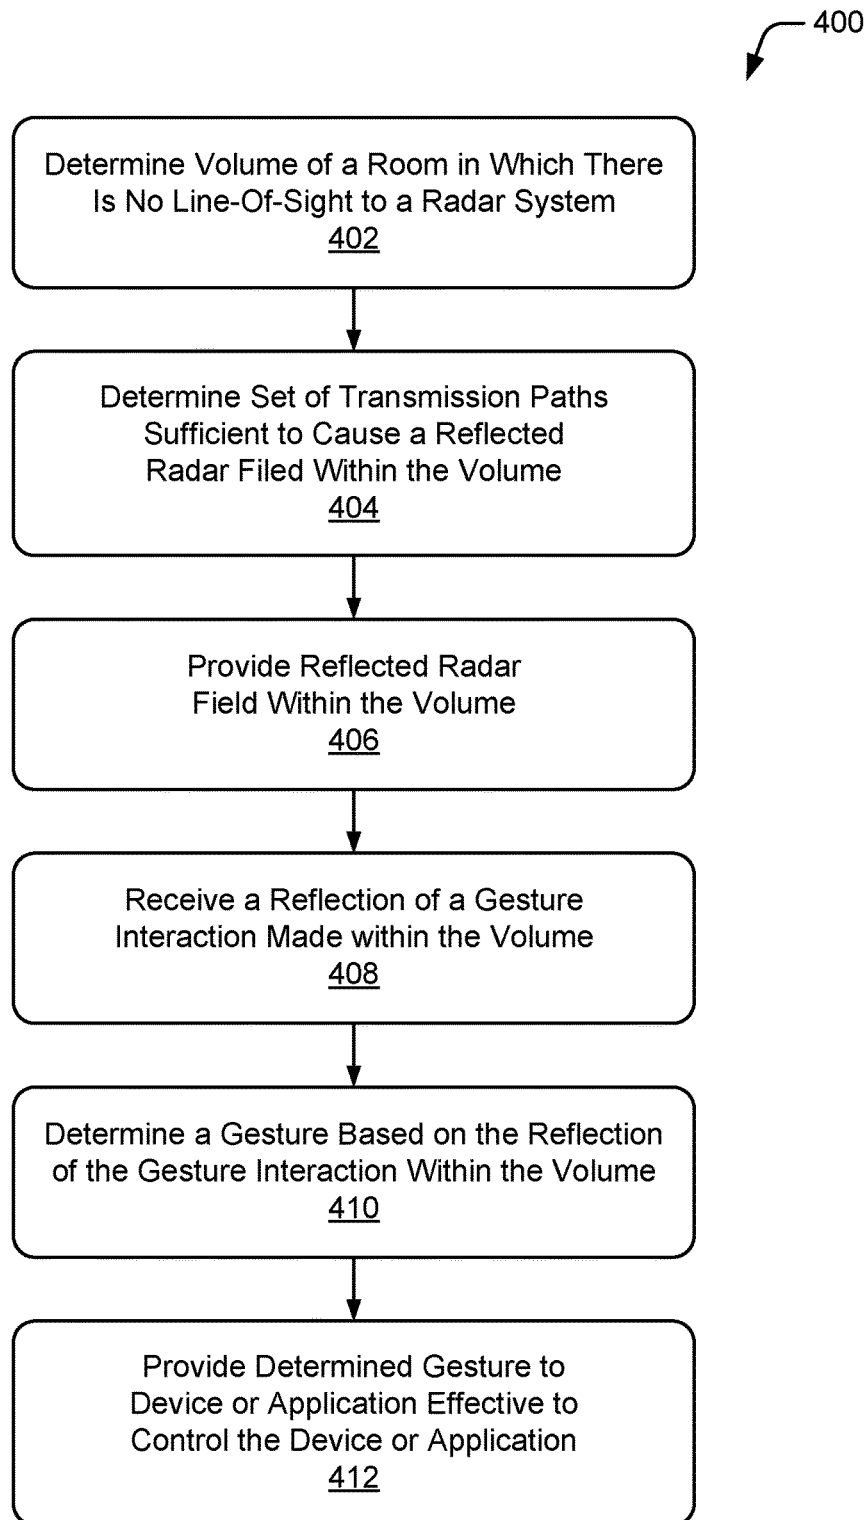 400
Determine Volume of a Room in Which There
Is No Line-Of-Sight to a Radar System
402
Determine Set of Transmission Paths
Sufficient to Cause a Reflected
Radar Filed Within the Volume
404
Provide Reflected Radar
Field Within the Volume
406
Receive a Reflection of a Gesture
Interaction Made within the Volume
408
Determine a Gesture Based on the Reflection
of the Gesture Interaction Within the Volume
410
Provide Determined Gesture to
Device or Application Effective to
Control the Device or Application
412